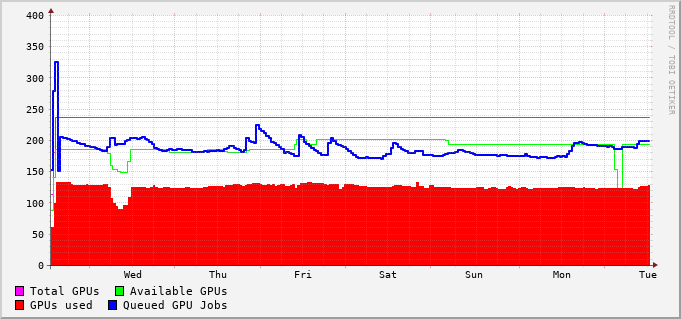 400
350
300
250
200
150
100
50
0
Wed Thu Fri Sat Sun Mon Tue
Total GPUs Available GPUs
GPUs used Queued GPU Jobs
RRDTOOL / TOBI OETIKER